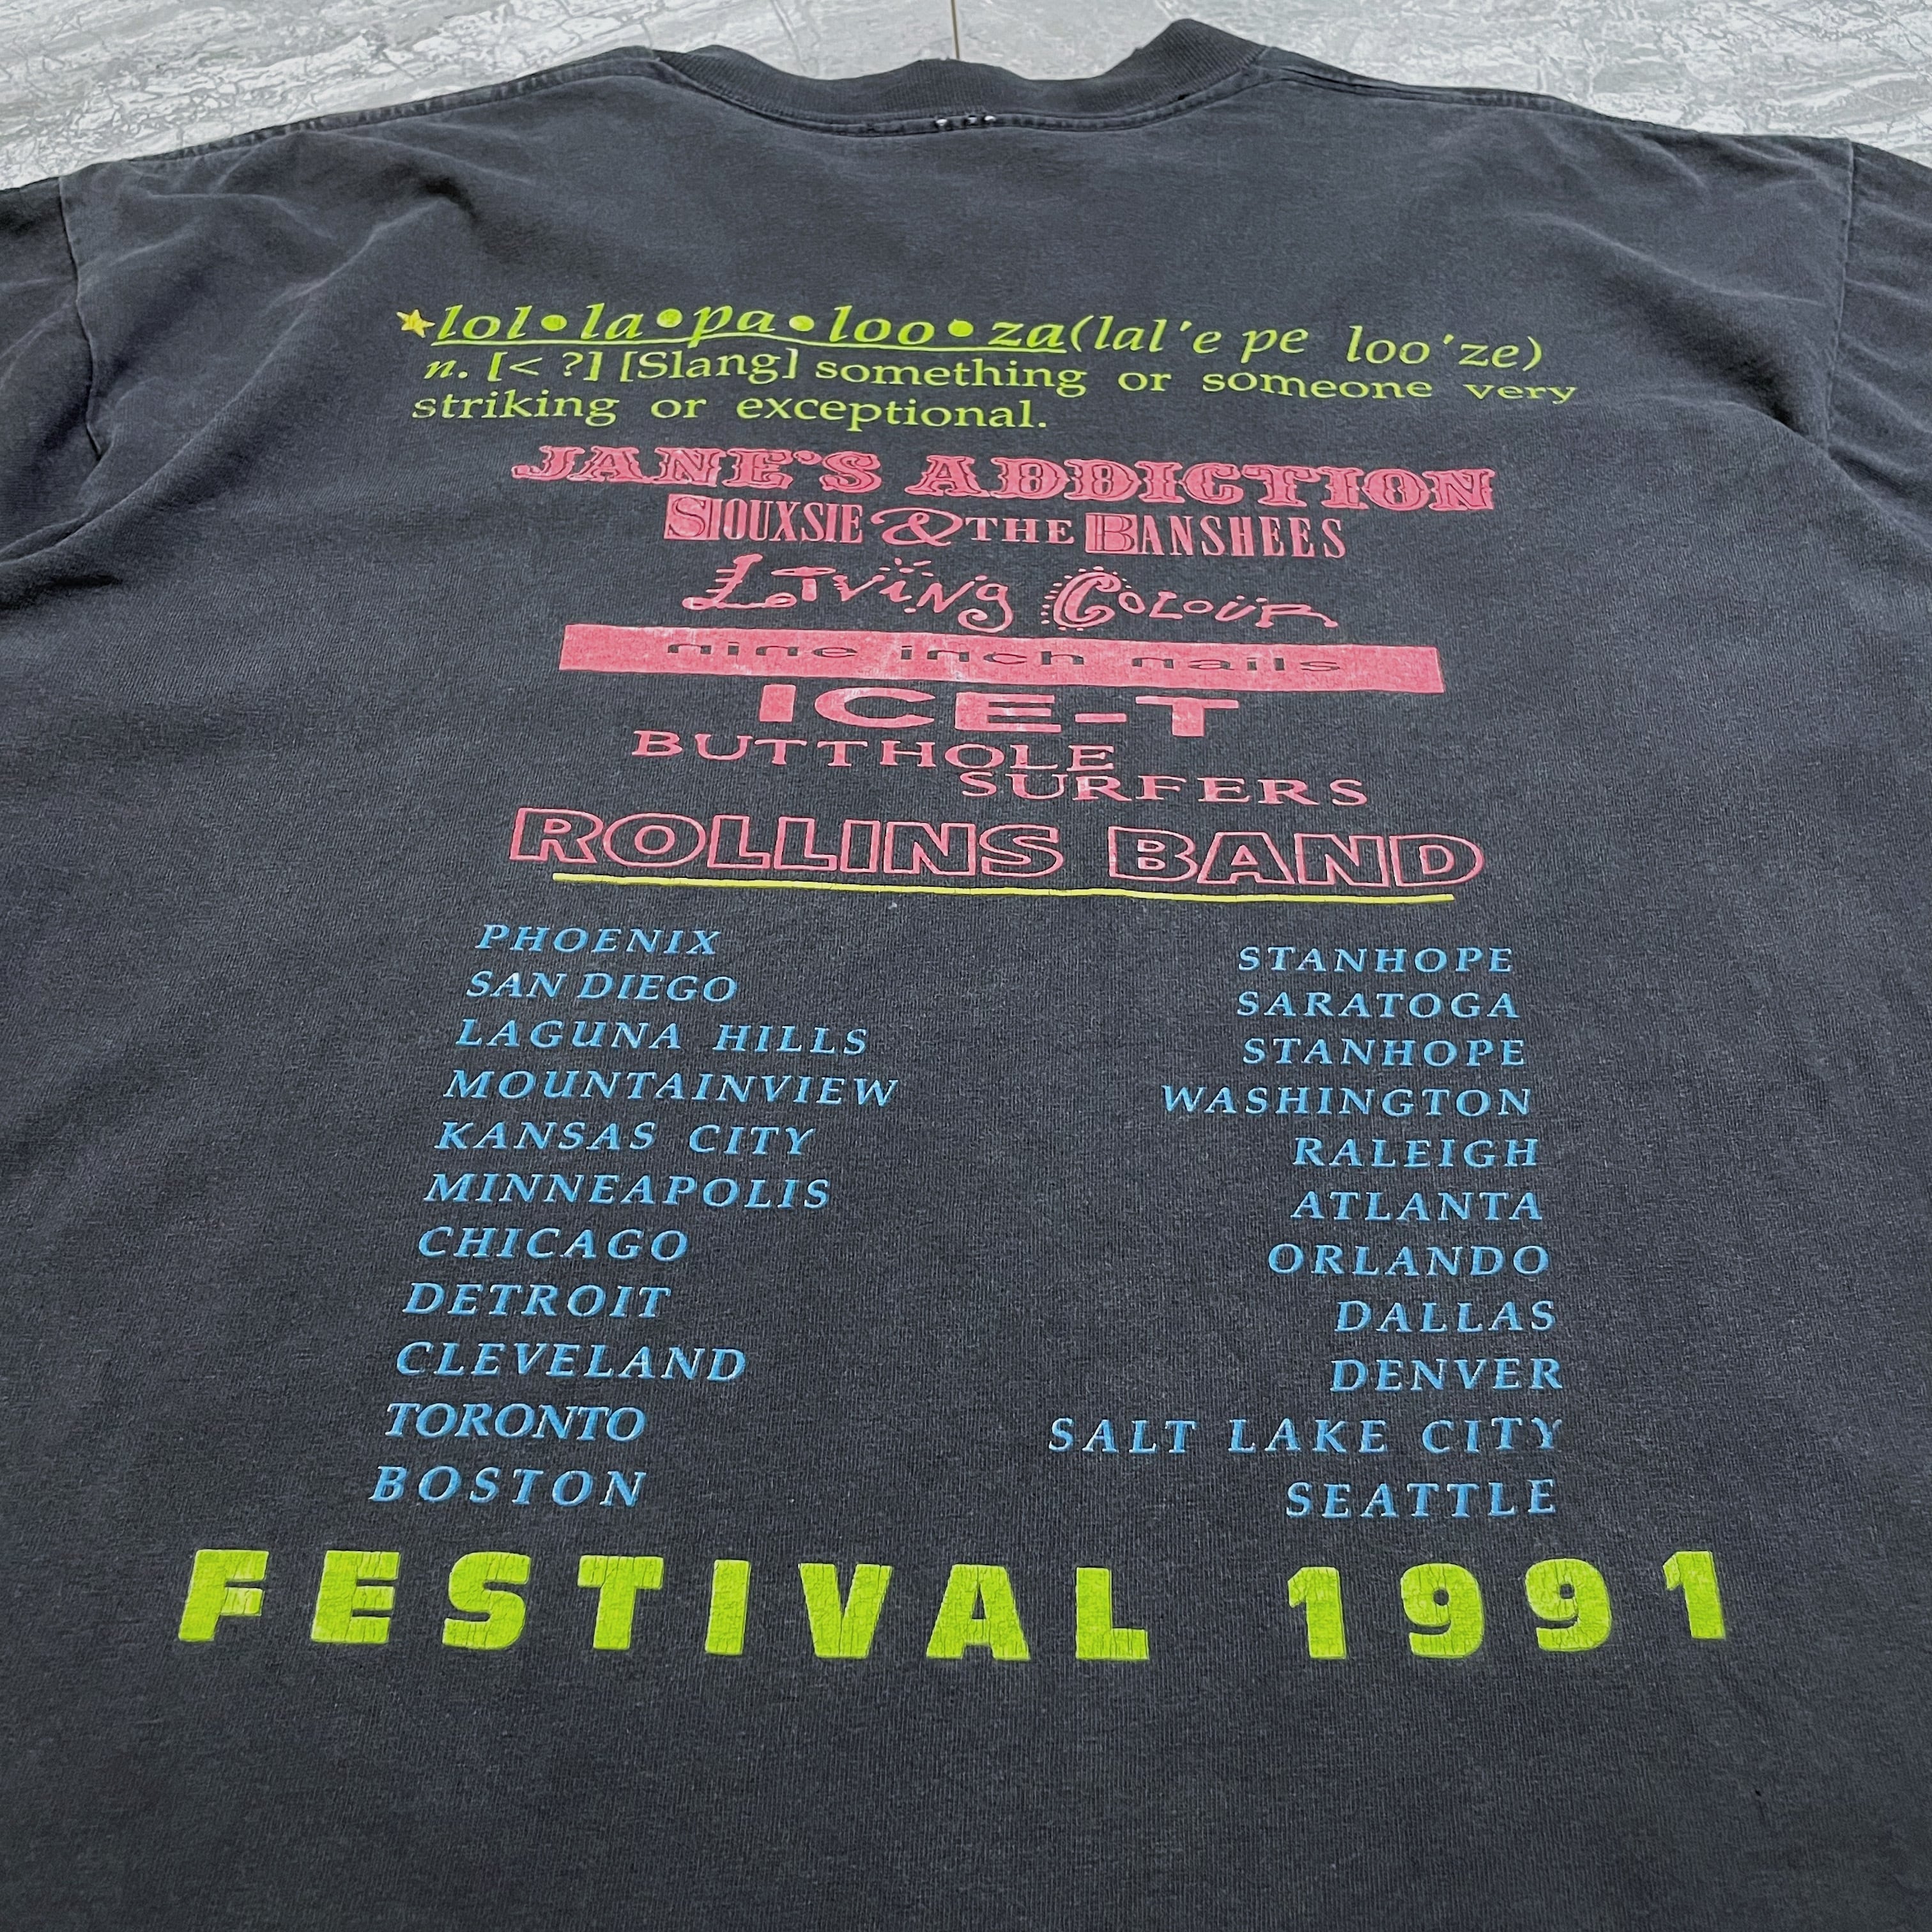 lol•la•pa•loo•za(lal'e pe loo'ze)
n. [< ?] [Slang] something or someone very
striking or exceptional.
JANE'S ADDICTION
SIOUXSIE & THE BANSHEES
LIVING COLOUR
nine inch nails
ICE-T
BUTTHOLE
SURFERS
ROLLINS BAND
PHOENIX
SAN DIEGO
LAGUNA HILLS
MOUNTAINVIEW
KANSAS CITY
MINNEAPOLIS
CHICAGO
DETROIT
CLEVELAND
TORONTO
BOSTON
STANHOPE
SARATOGA
STANHOPE
WASHINGTON
RALEIGH
ATLANTA
ORLANDO
DALLAS
DENVER
SALT LAKE CITY
SEATTLE
FESTIVAL 1991